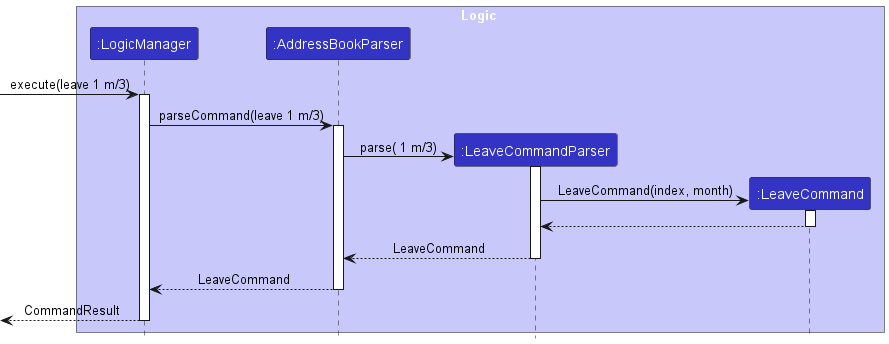 Logic
:LogicManager
:AddressBookParser
execute(leave 1 m/3)
parseCommand(leave 1 m/3)
parse( 1 m/3)
:LeaveCommandParser
LeaveCommand(index, month)
:LeaveCommand
LeaveCommand
LeaveCommand
CommandResult